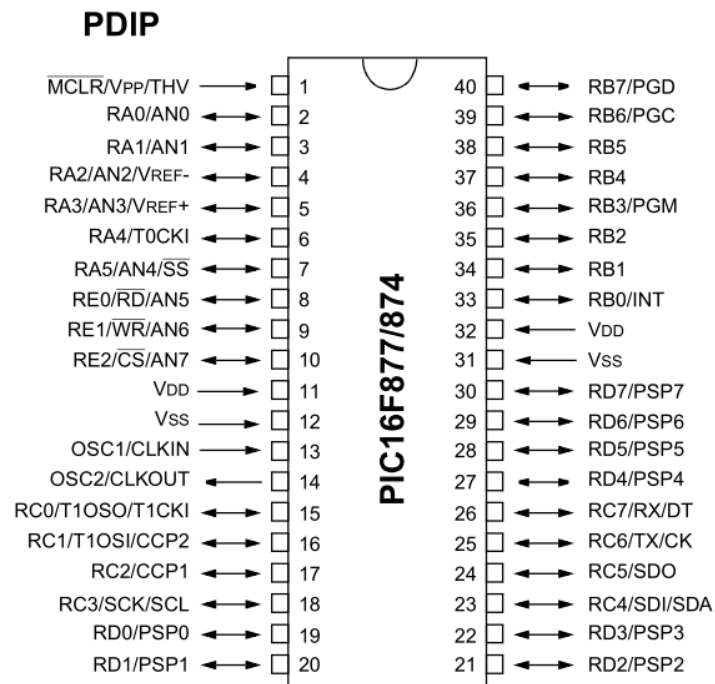 PDIP
MCLR/VPP/THV 1 40 RB7/PGD
RA0/AN0 2 39 RB6/PGC
RA1/AN1 3 38 RB5
RA2/AN2/VREF- 4 37 RB4
RA3/AN3/VREF+ 5 36 RB3/PGM
RA4/T0CKI 6 35 RB2
RA5/AN4/SS 7 34 RB1
RE0/RD/AN5 8 33 RB0/INT
RE1/WR/AN6 9 32 VDD
RE2/CS/AN7 10 31 VSS
VDD 11 30 RD7/PSP7
VSS 12 29 RD6/PSP6
OSC1/CLKIN 13 28 RD5/PSP5
OSC2/CLKOUT 14 27 RD4/PSP4
RC0/T1OSO/T1CKI 15 26 RC7/RX/DT
RC1/T1OSI/CCP2 16 25 RC6/TX/CK
RC2/CCP1 17 24 RC5/SDO
RC3/SCK/SCL 18 23 RC4/SDI/SDA
RD0/PSP0 19 22 RD3/PSP3
RD1/PSP1 20 21 RD2/PSP2
PIC16F877/874